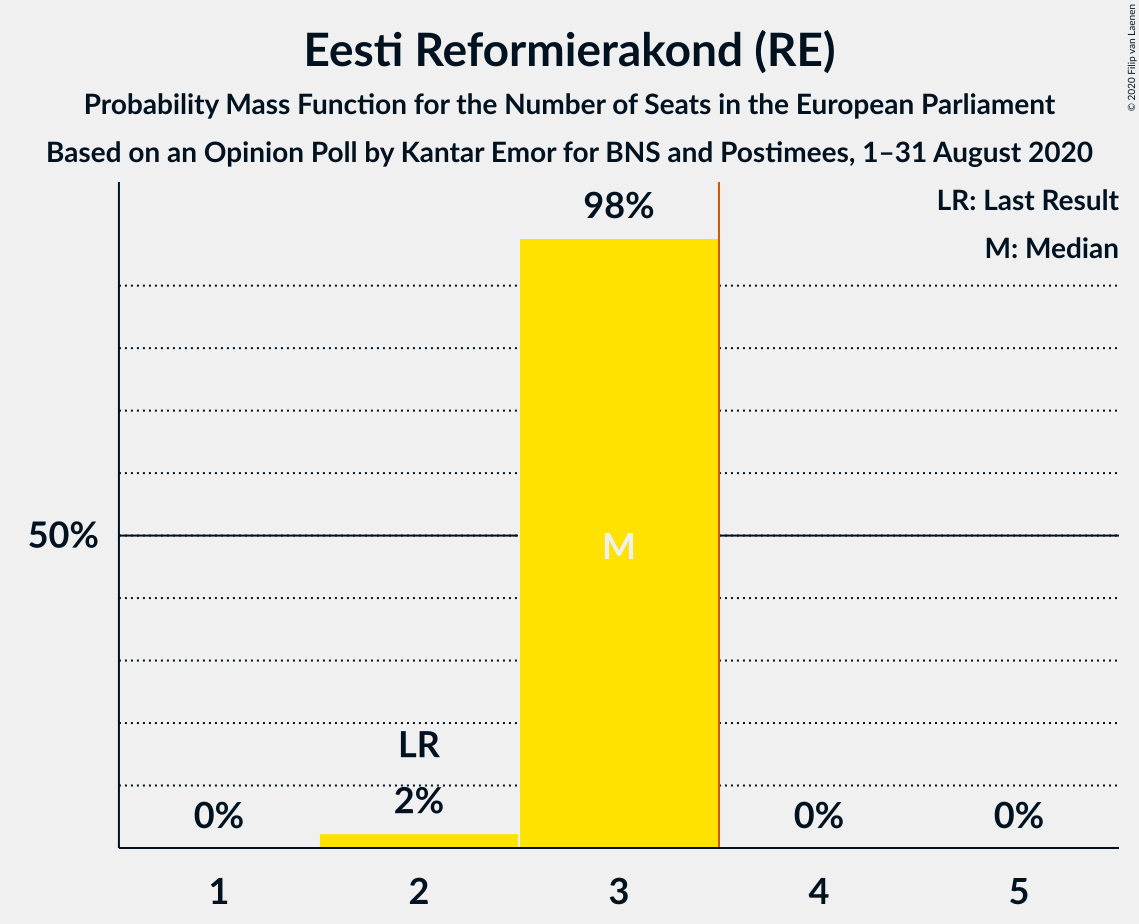 Eesti Reformierakond (RE)
Probability Mass Function for the Number of Seats in the European Parliament
Based on an Opinion Poll by Kantar Emor for BNS and Postimees, 1–31 August 2020
© 2020 Filip van Laenen
LR: Last Result
M: Median
98%
50%
M
LR
0%
2%
0%
0%
1
2
3
4
5